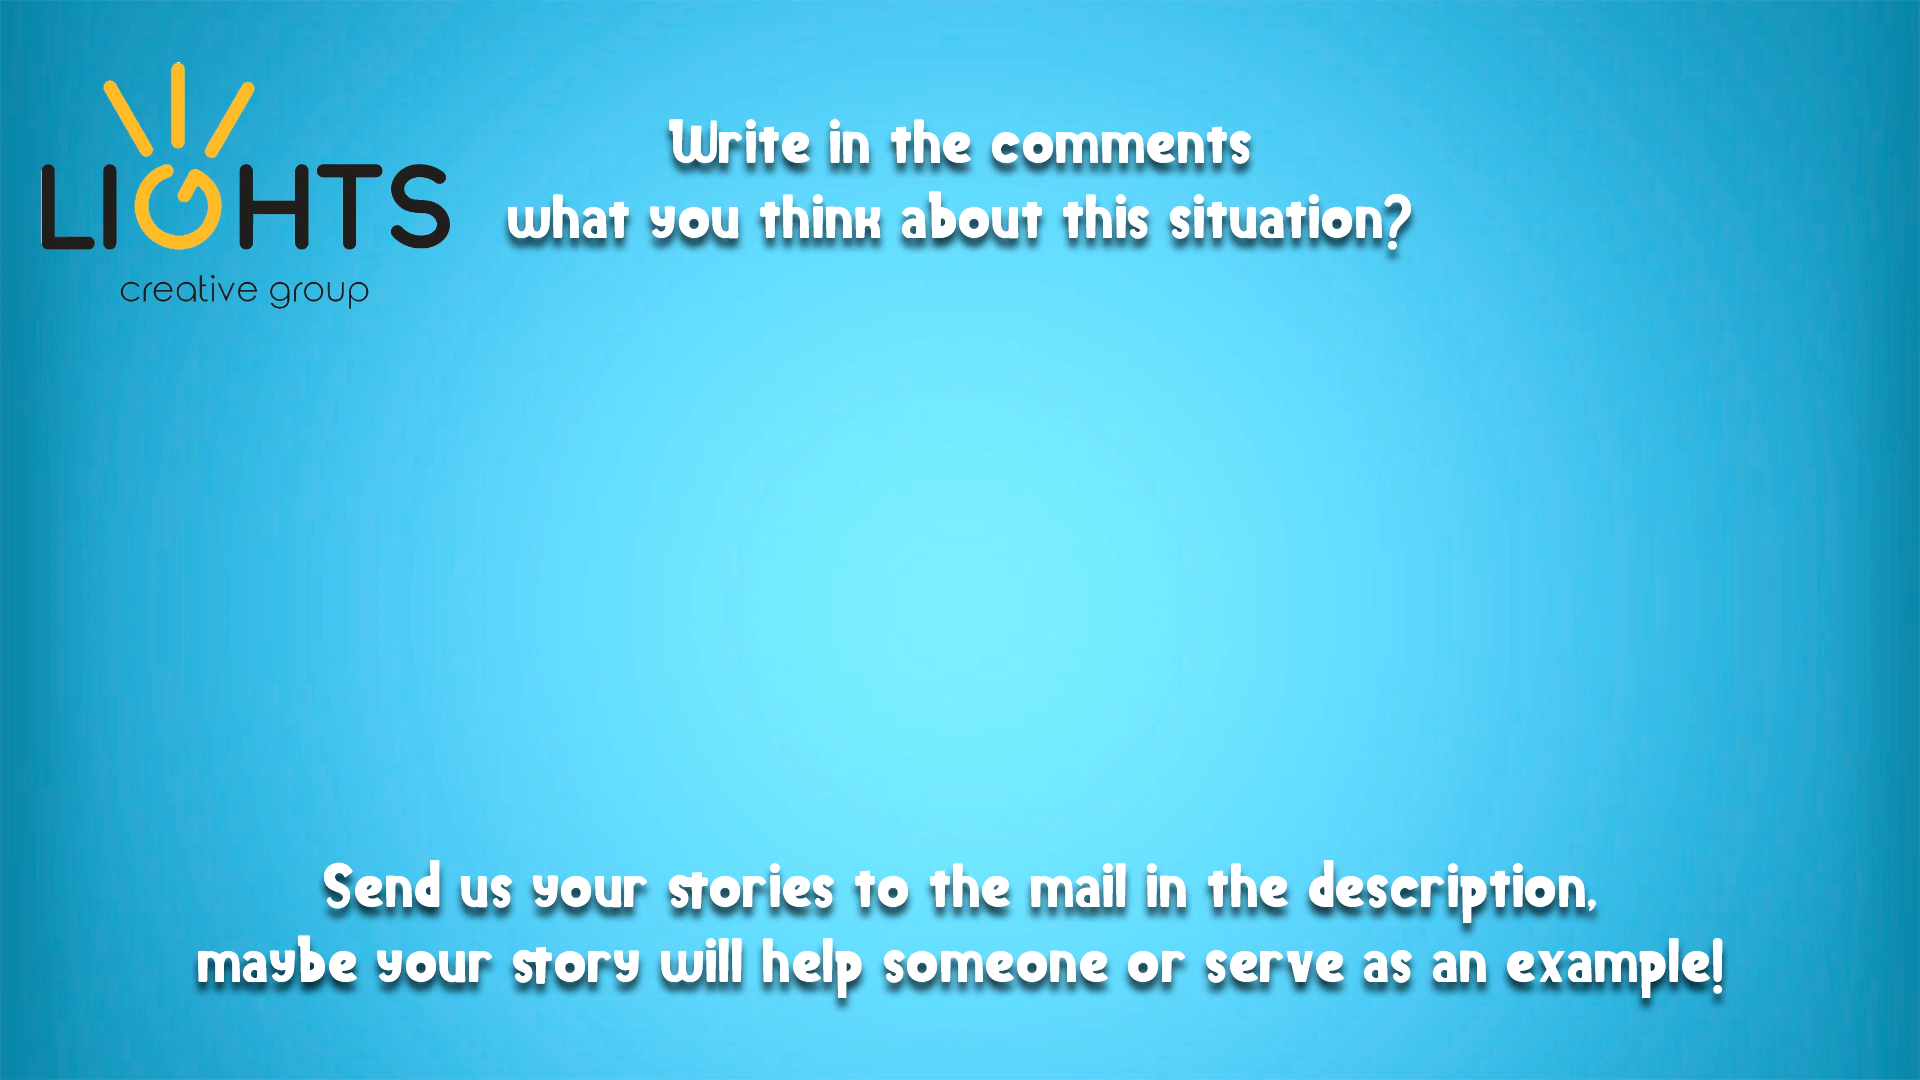 LIGHTS
creative group
Write in the comments
what you think about this situation?
Send us your stories to the mail in the description,
maybe your story will help someone or serve as an example!